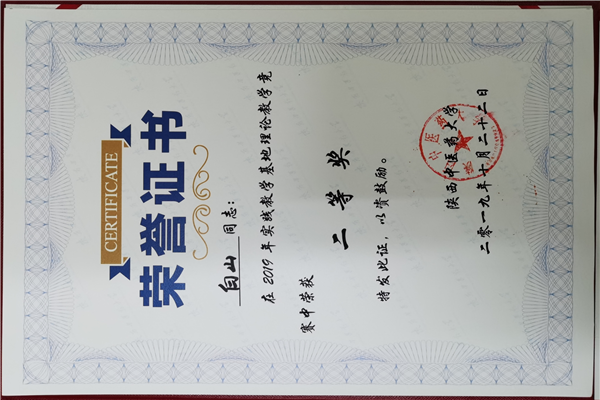 CERTIFICATE
荣誉证书
白山 同志:
在2019年实践教学基地理论教学竞
赛中荣获
二等奖
特发此证,以资鼓励。
陕西中医药大学
二零一九年十月二十二日